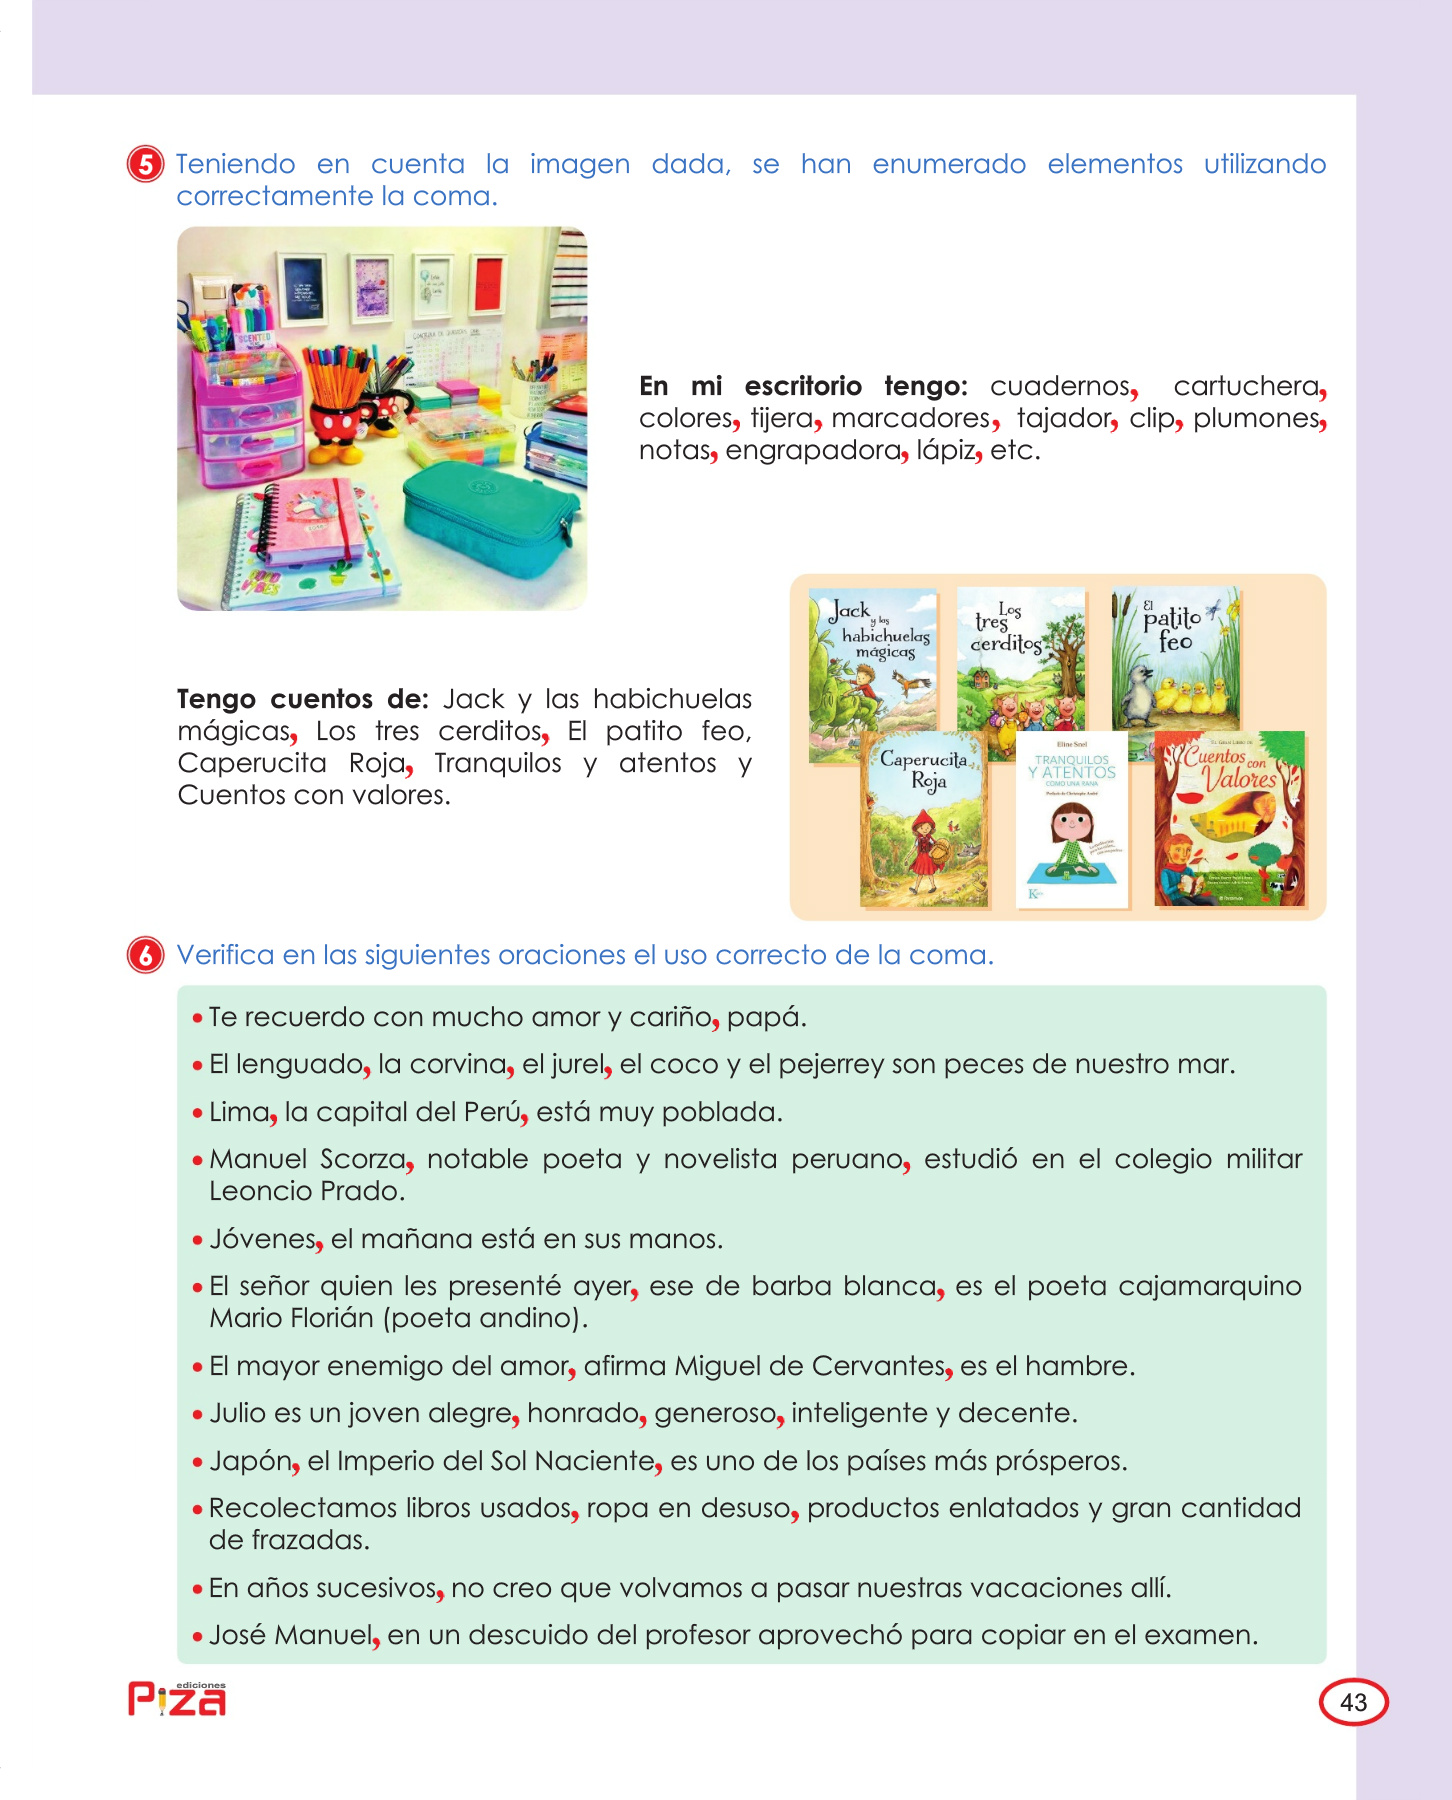 5 Teniendo en cuenta la imagen dada, se han enumerado elementos utilizando
correctamente la coma.
En mi escritorio tengo: cuadernos, cartuchera,
colores, tijera, marcadores, tajador, clip, plumones,
notas, engrapadora, lápiz, etc.
Jack
y las
habichuelas
mágicas
Los
tres
cerditos
El
patito
feo
Tengo cuentos de: Jack y las habichuelas
mágicas, Los tres cerditos, El patito feo,
Caperucita Roja, Tranquilos y atentos y
Cuentos con valores.
Caperucita
Roja
Eline Snel
TRANQUILOS
Y ATENTOS
COMO UNA RANA
Cuentos con
Valores
6 Verifica en las siguientes oraciones el uso correcto de la coma.
• Te recuerdo con mucho amor y cariño, papá.
• El lenguado, la corvina, el jurel, el coco y el pejerrey son peces de nuestro mar.
• Lima, la capital del Perú, está muy poblada.
• Manuel Scorza, notable poeta y novelista peruano, estudió en el colegio militar
Leoncio Prado.
• Jóvenes, el mañana está en sus manos.
• El señor quien les presenté ayer, ese de barba blanca, es el poeta cajamarquino
Mario Florián (poeta andino).
• El mayor enemigo del amor, afirma Miguel de Cervantes, es el hambre.
• Julio es un joven alegre, honrado, generoso, inteligente y decente.
• Japón, el Imperio del Sol Naciente, es uno de los países más prósperos.
• Recolectamos libros usados, ropa en desuso, productos enlatados y gran cantidad
de frazadas.
• En años sucesivos, no creo que volvamos a pasar nuestras vacaciones allí.
• José Manuel, en un descuido del profesor aprovechó para copiar en el examen.
ediciones
Piza
43